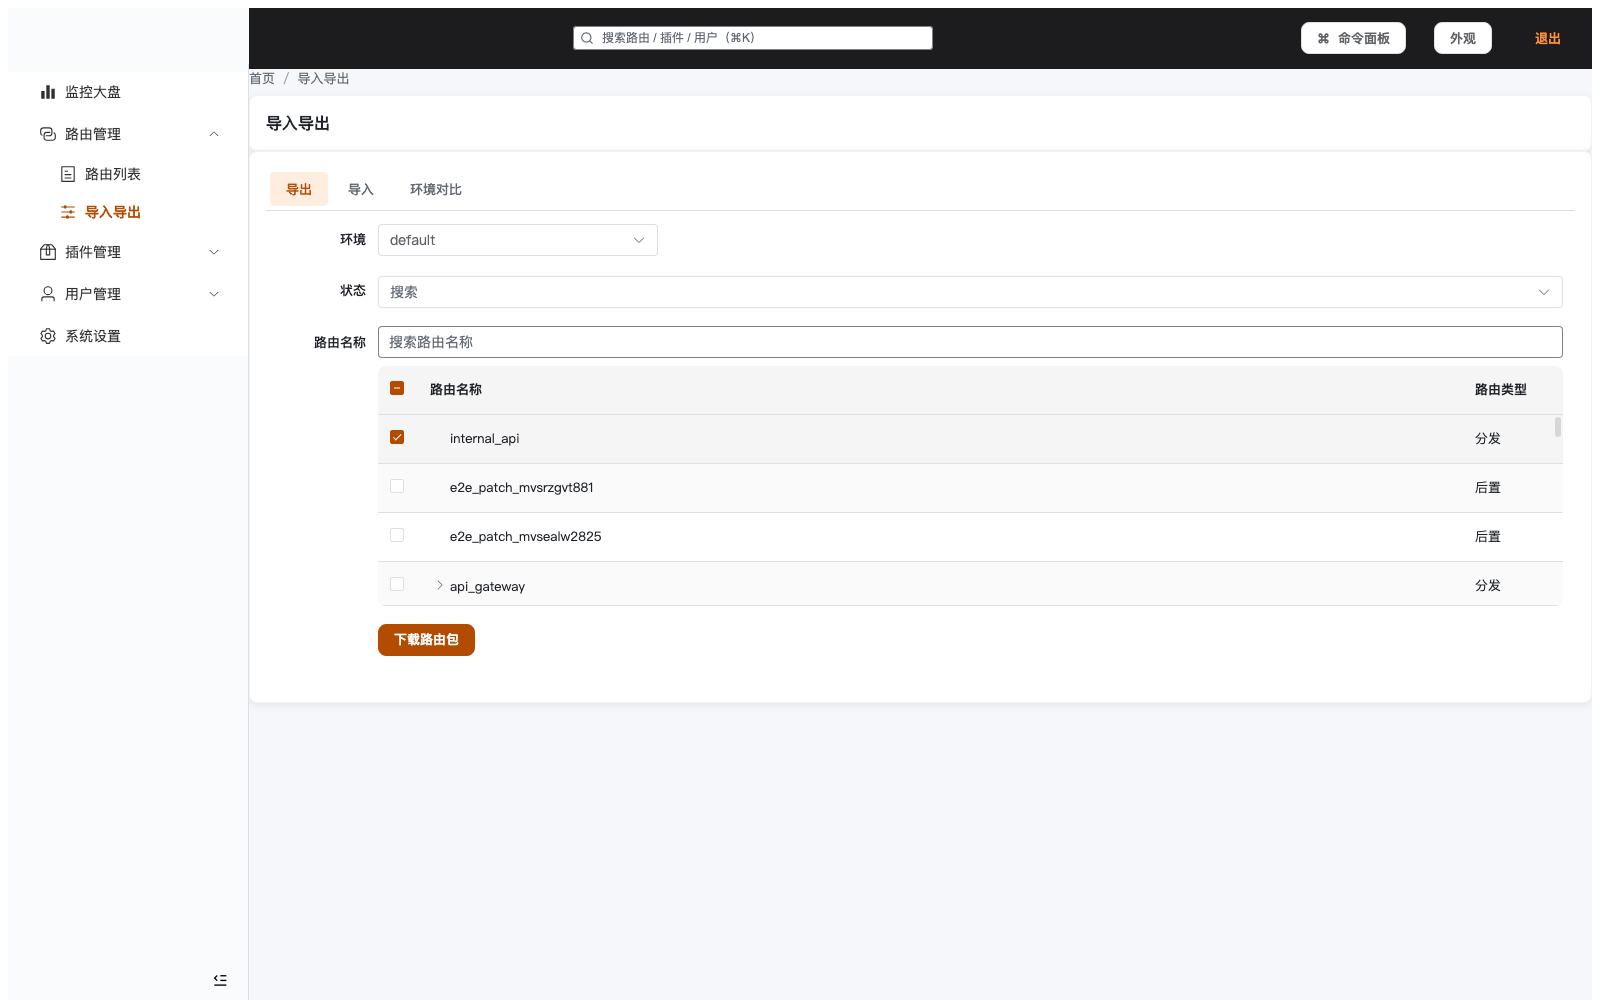 搜索路由 / 插件 / 用户（⌘K）
⌘ 命令面板
外观
退出
监控大盘
路由管理
路由列表
导入导出
插件管理
用户管理
系统设置
首页 / 导入导出
导入导出
导出
导入
环境对比
环境
default
状态
搜索
路由名称
搜索路由名称
路由名称 路由类型
internal_api 分发
e2e_patch_mvsrzgvt881 后置
e2e_patch_mvsealw2825 后置
api_gateway 分发
下载路由包